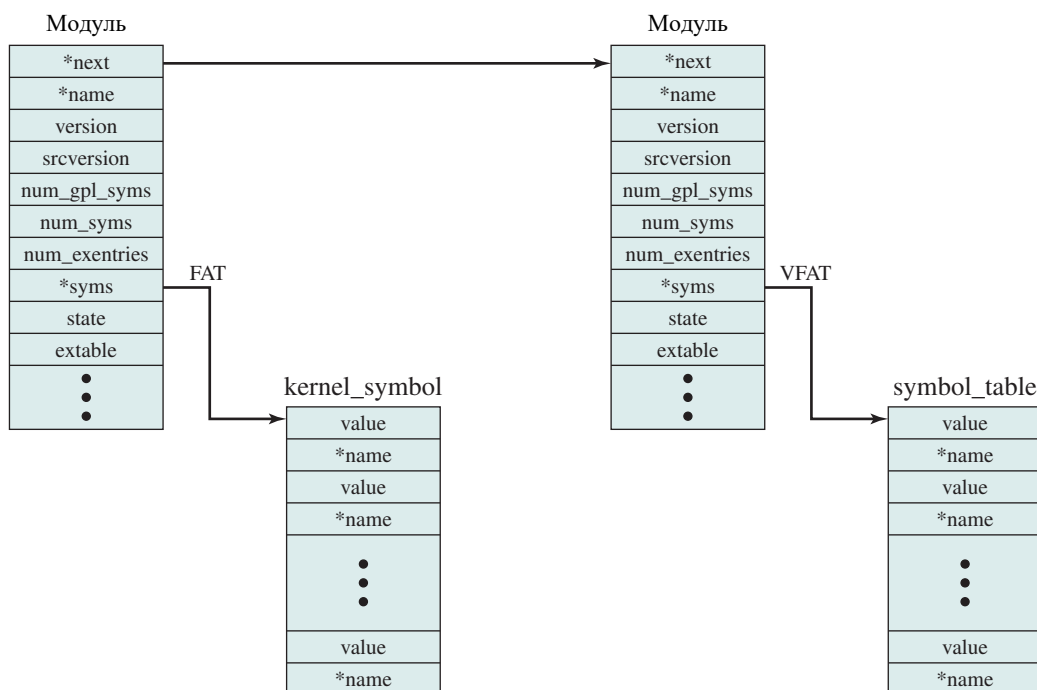 Модуль
*next
*name
version
srcversion
num_gpl_syms
num_syms
num_exentries
*syms
state
extable
FAT
kernel_symbol
value
*name
value
*name
value
*name
Модуль
*next
*name
version
srcversion
num_gpl_syms
num_syms
num_exentries
*syms
state
extable
VFAT
symbol_table
value
*name
value
*name
value
*name